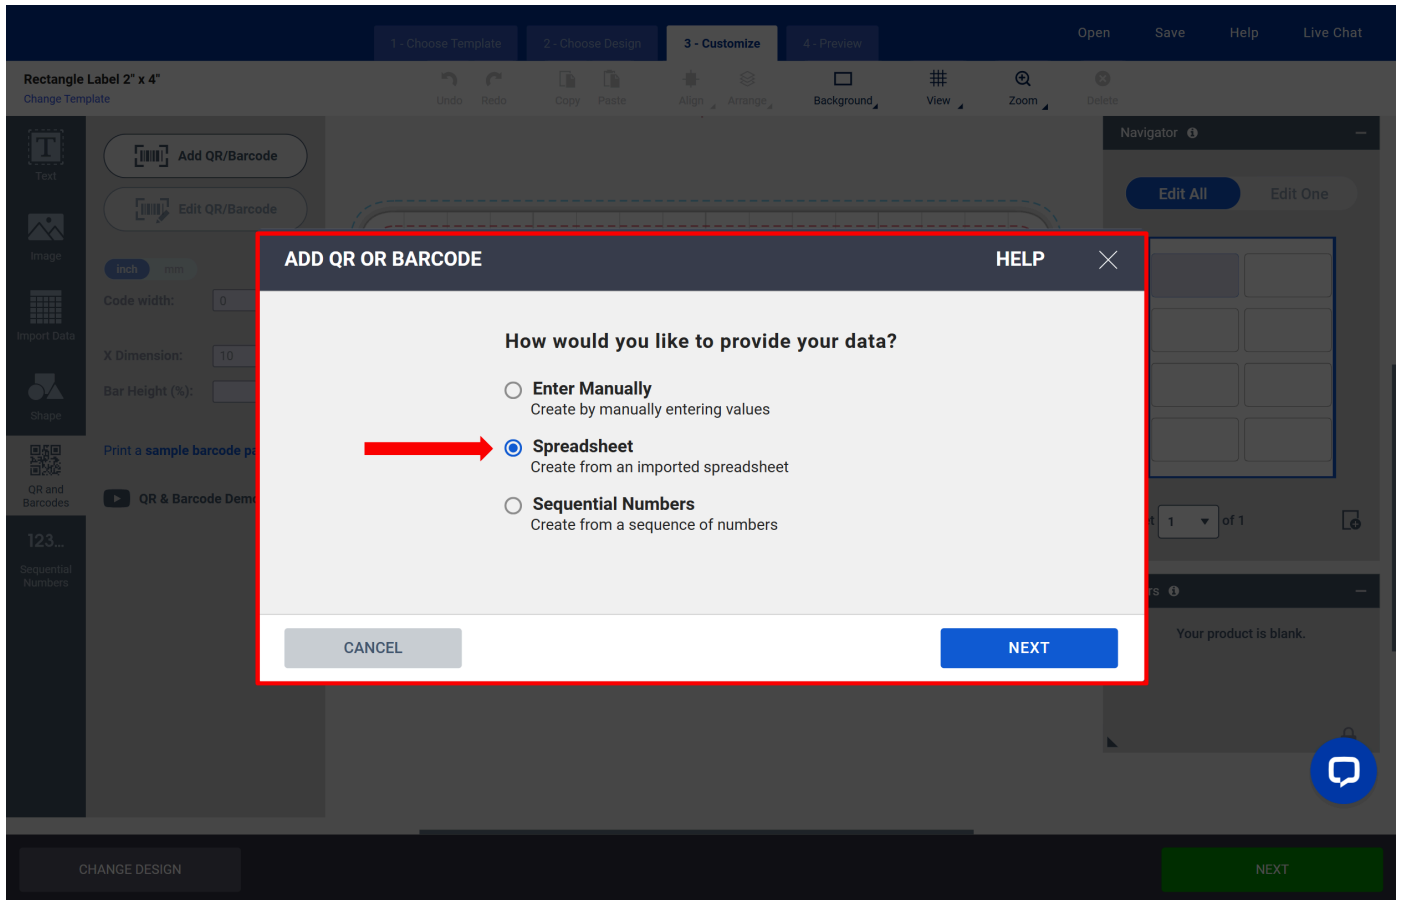 1 - Choose Template
2 - Choose Design
3 - Customize
4 - Preview
Open
Save
Help
Live Chat
Rectangle Label 2" x 4"
Change Template
Undo
Redo
Copy
Paste
Align
Arrange
Background
View
Zoom
Delete
Text
Image
Import Data
Shape
QR and
Barcodes
123...
Sequential
Numbers
Add QR/Barcode
Edit QR/Barcode
inch
mm
Code width:
0
X Dimension:
10
Bar Height (%):
Print a sample barcode pa
QR & Barcode Demo
ADD QR OR BARCODE
HELP
How would you like to provide your data?
Enter Manually
Create by manually entering values
Spreadsheet
Create from an imported spreadsheet
Sequential Numbers
Create from a sequence of numbers
CANCEL
NEXT
Navigator
Edit All
Edit One
t 1 of 1
rs
Your product is blank.
CHANGE DESIGN
NEXT